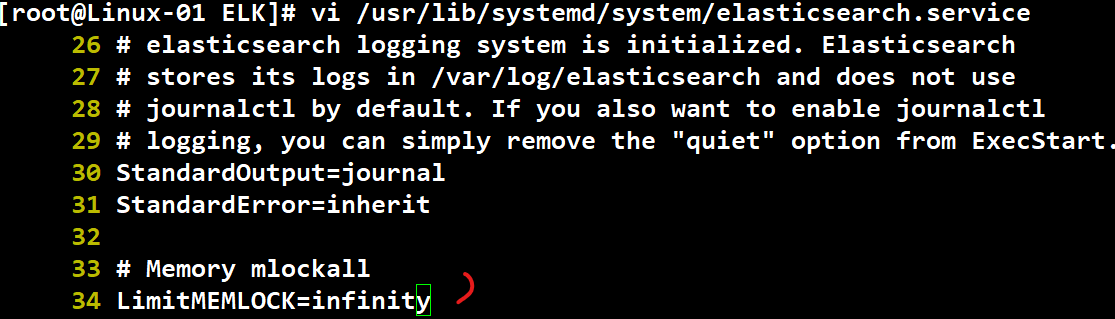 [root@Linux-01 ELK]# vi /usr/lib/systemd/system/elasticsearch.service
26 # elasticsearch logging system is initialized. Elasticsearch
27 # stores its logs in /var/log/elasticsearch and does not use
28 # journalctl by default. If you also want to enable journalctl
29 # logging, you can simply remove the "quiet" option from ExecStart.
30 StandardOutput=journal
31 StandardError=inherit
32
33 # Memory mlockall
34 LimitMEMLOCK=infinity